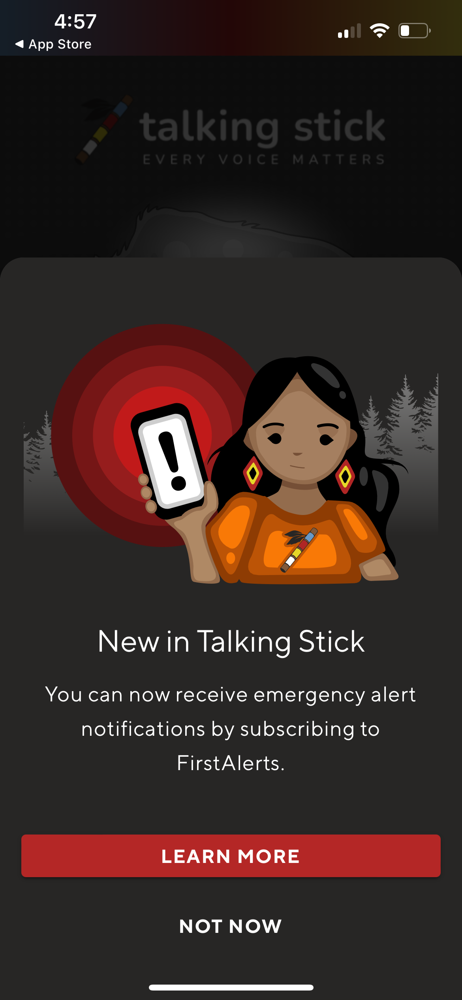 4:57
App Store
talking stick
EVERY VOICE MATTERS
!
New in Talking Stick
You can now receive emergency alert
notifications by subscribing to
FirstAlerts.
LEARN MORE
NOT NOW